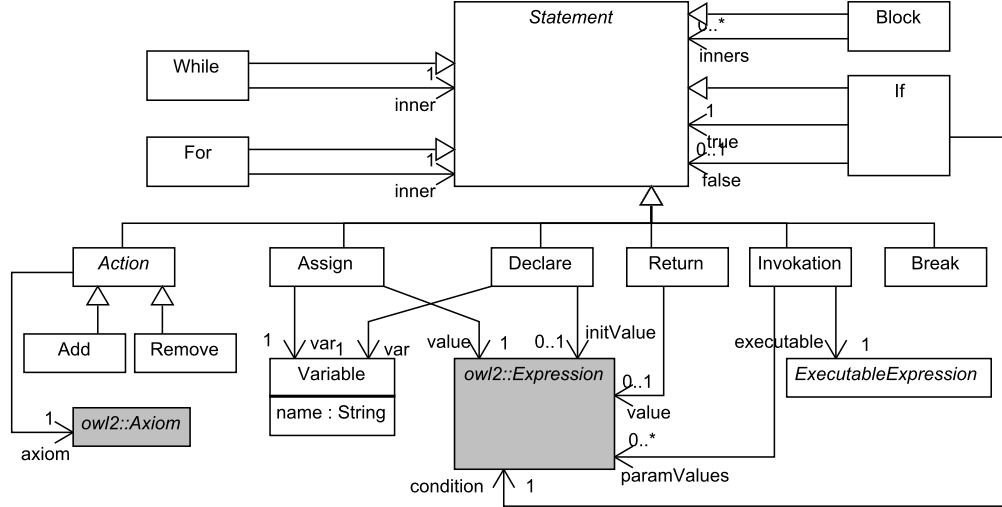 Statement
Block
0..*
inners
While
1
inner
If
1
true
0..1
false
For
1
inner
Action
Assign
Declare
Return
Invokation
Break
Add
Remove
1
var
1
var
value
1
0..1
initValue
executable
1
Variable
name : String
owl2::Expression
0..1
value
ExecutableExpression
1
axiom
owl2::Axiom
0..*
paramValues
condition
1